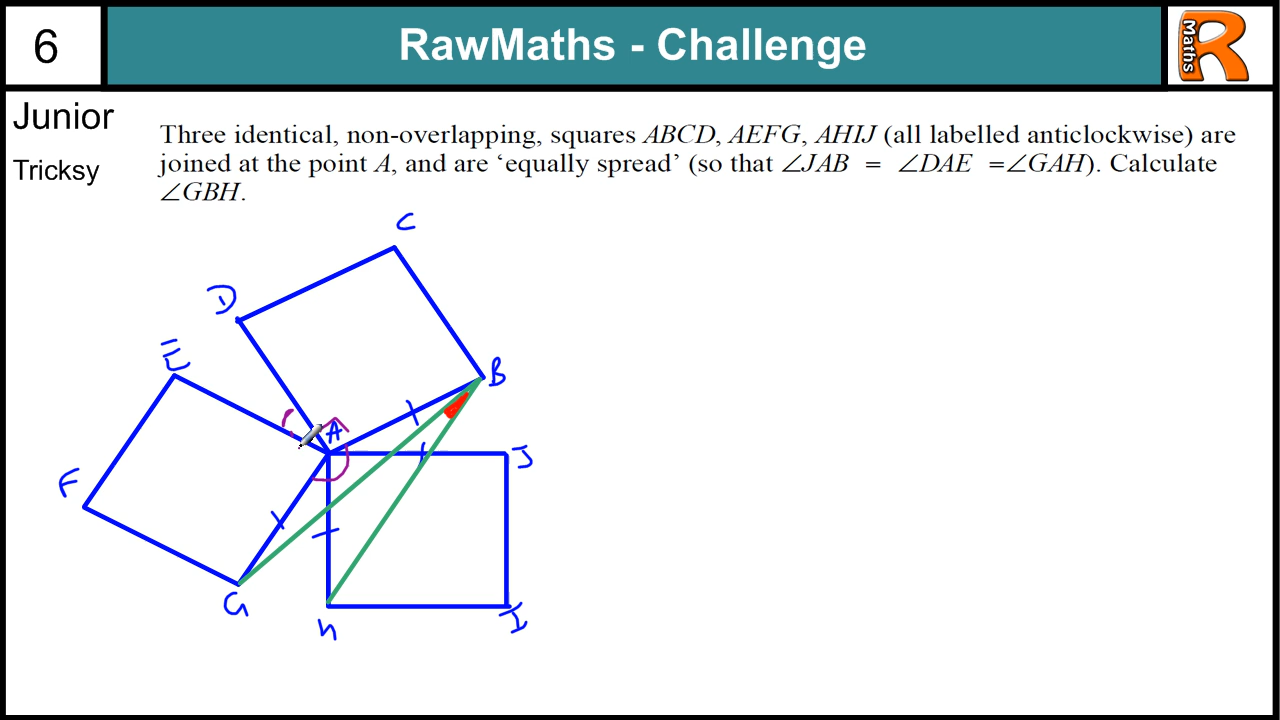 6
RawMaths - Challenge
R
Maths
Junior
Tricksy
Three identical, non-overlapping, squares ABCD, AEFG, AHIJ (all labelled anticlockwise) are
joined at the point A, and are ‘equally spread’ (so that ∠JAB = ∠DAE =∠GAH). Calculate
∠GBH.
C
D
E
B
A
J
F
G
H
I